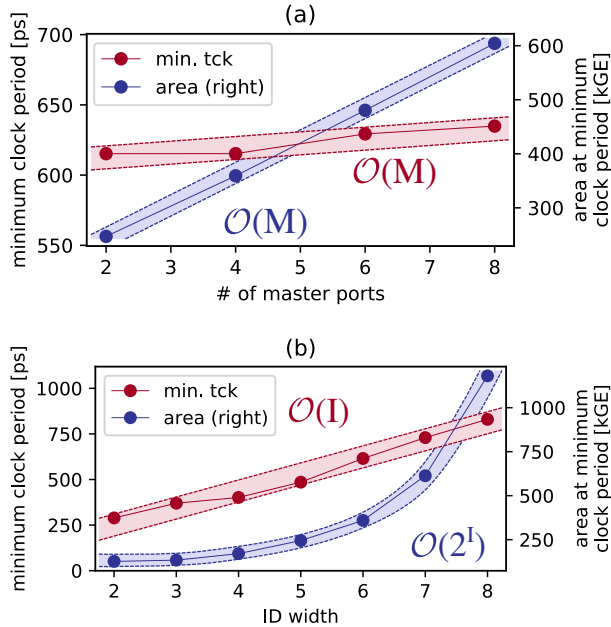 (a)
minimum clock period [ps]
700
650
600
550
min. tck
area (right)
O(M)
O(M)
600
500
400
300
area at minimum
clock period [kGE]
2 3 4 5 6 7 8
# of master ports
(b)
minimum clock period [ps]
1000
750
500
250
0
min. tck
area (right)
O(I)
O(2^I)
1000
750
500
250
area at minimum
clock period [kGE]
2 3 4 5 6 7 8
ID width